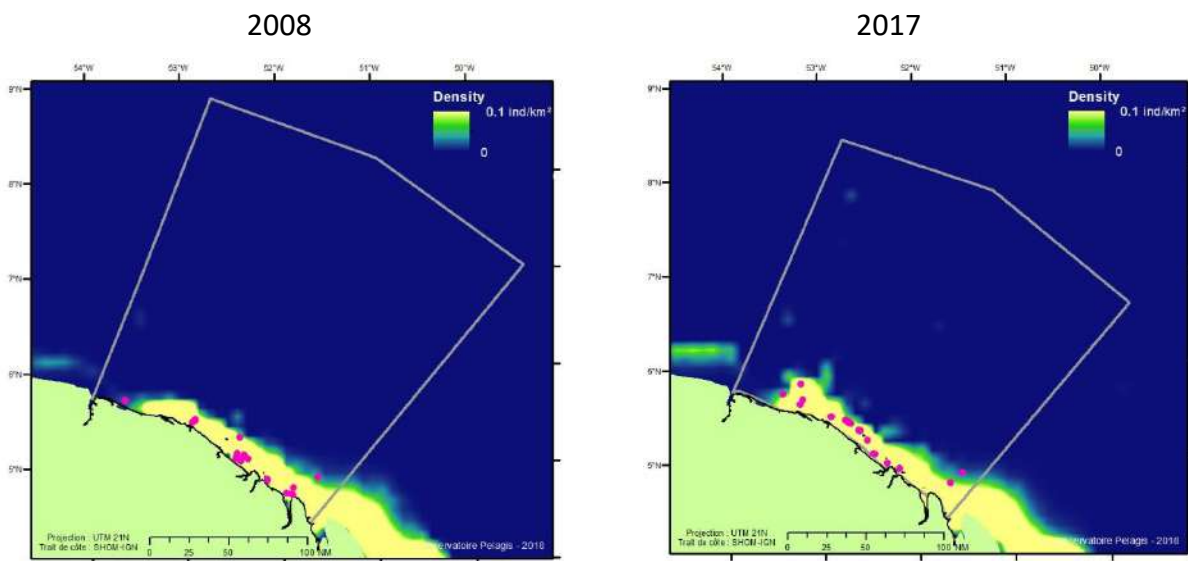 2008
2017
54°W 53°W 52°W 51°W 50°W
54°W 53°W 52°W 51°W 50°W
9°N
8°N
7°N
6°N
5°N
9°N
8°N
7°N
6°N
5°N
Density
0.1 ind/km²
0
Density
0.1 ind/km²
0
Projection : UTM 21N
Trait de côte : SHOM-IGN
0 25 50 100 NM
servatoire Pelagis - 2018
Projection : UTM 21N
Trait de côte : SHOM-IGN
0 25 50 100 NM
servatoire Pelagis - 2018